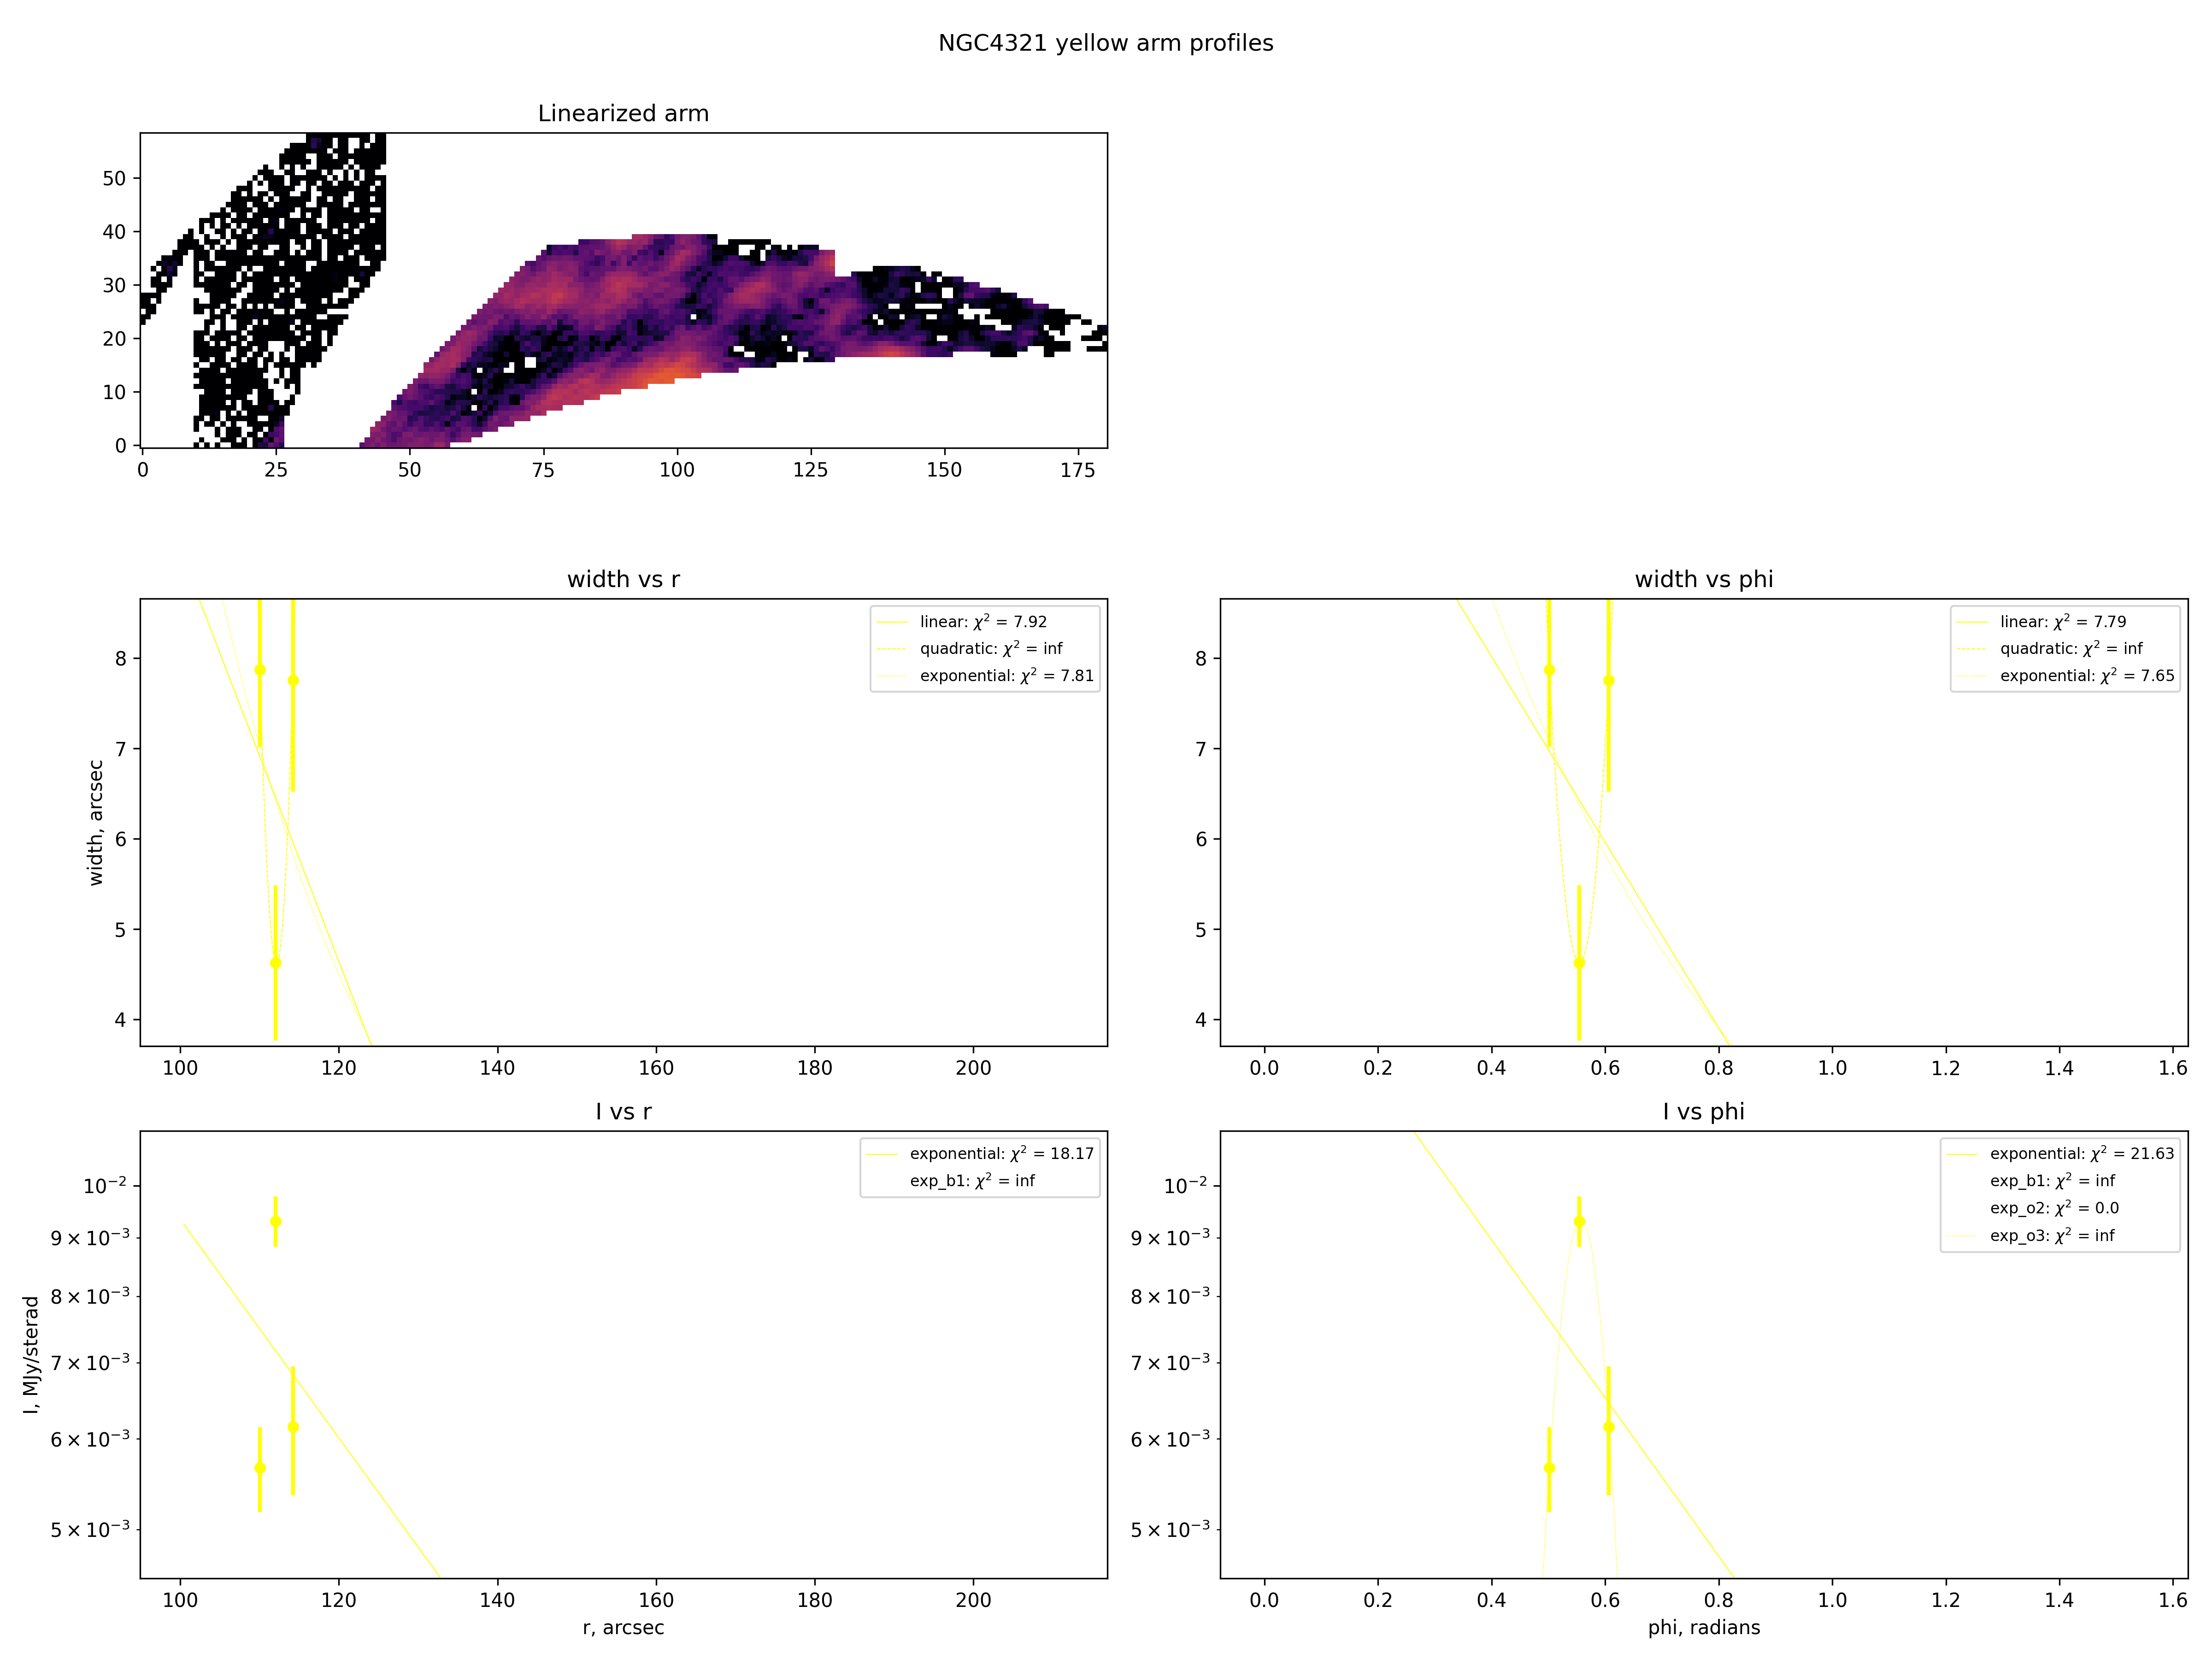 NGC4321 yellow arm profiles
Linearized arm
50
40
30
20
10
0
0 25 50 75 100 125 150 175
width vs r
linear: χ² = 7.92
quadratic: χ² = inf
exponential: χ² = 7.81
8
7
6
5
4
width, arcsec
100 120 140 160 180 200
width vs phi
linear: χ² = 7.79
quadratic: χ² = inf
exponential: χ² = 7.65
8
7
6
5
4
0.0 0.2 0.4 0.6 0.8 1.0 1.2 1.4 1.6
I vs r
exponential: χ² = 18.17
exp_b1: χ² = inf
10⁻²
9 × 10⁻³
8 × 10⁻³
7 × 10⁻³
6 × 10⁻³
5 × 10⁻³
I, MJy/sterad
100 120 140 160 180 200
r, arcsec
I vs phi
exponential: χ² = 21.63
exp_b1: χ² = inf
exp_o2: χ² = 0.0
exp_o3: χ² = inf
10⁻²
9 × 10⁻³
8 × 10⁻³
7 × 10⁻³
6 × 10⁻³
5 × 10⁻³
0.0 0.2 0.4 0.6 0.8 1.0 1.2 1.4 1.6
phi, radians